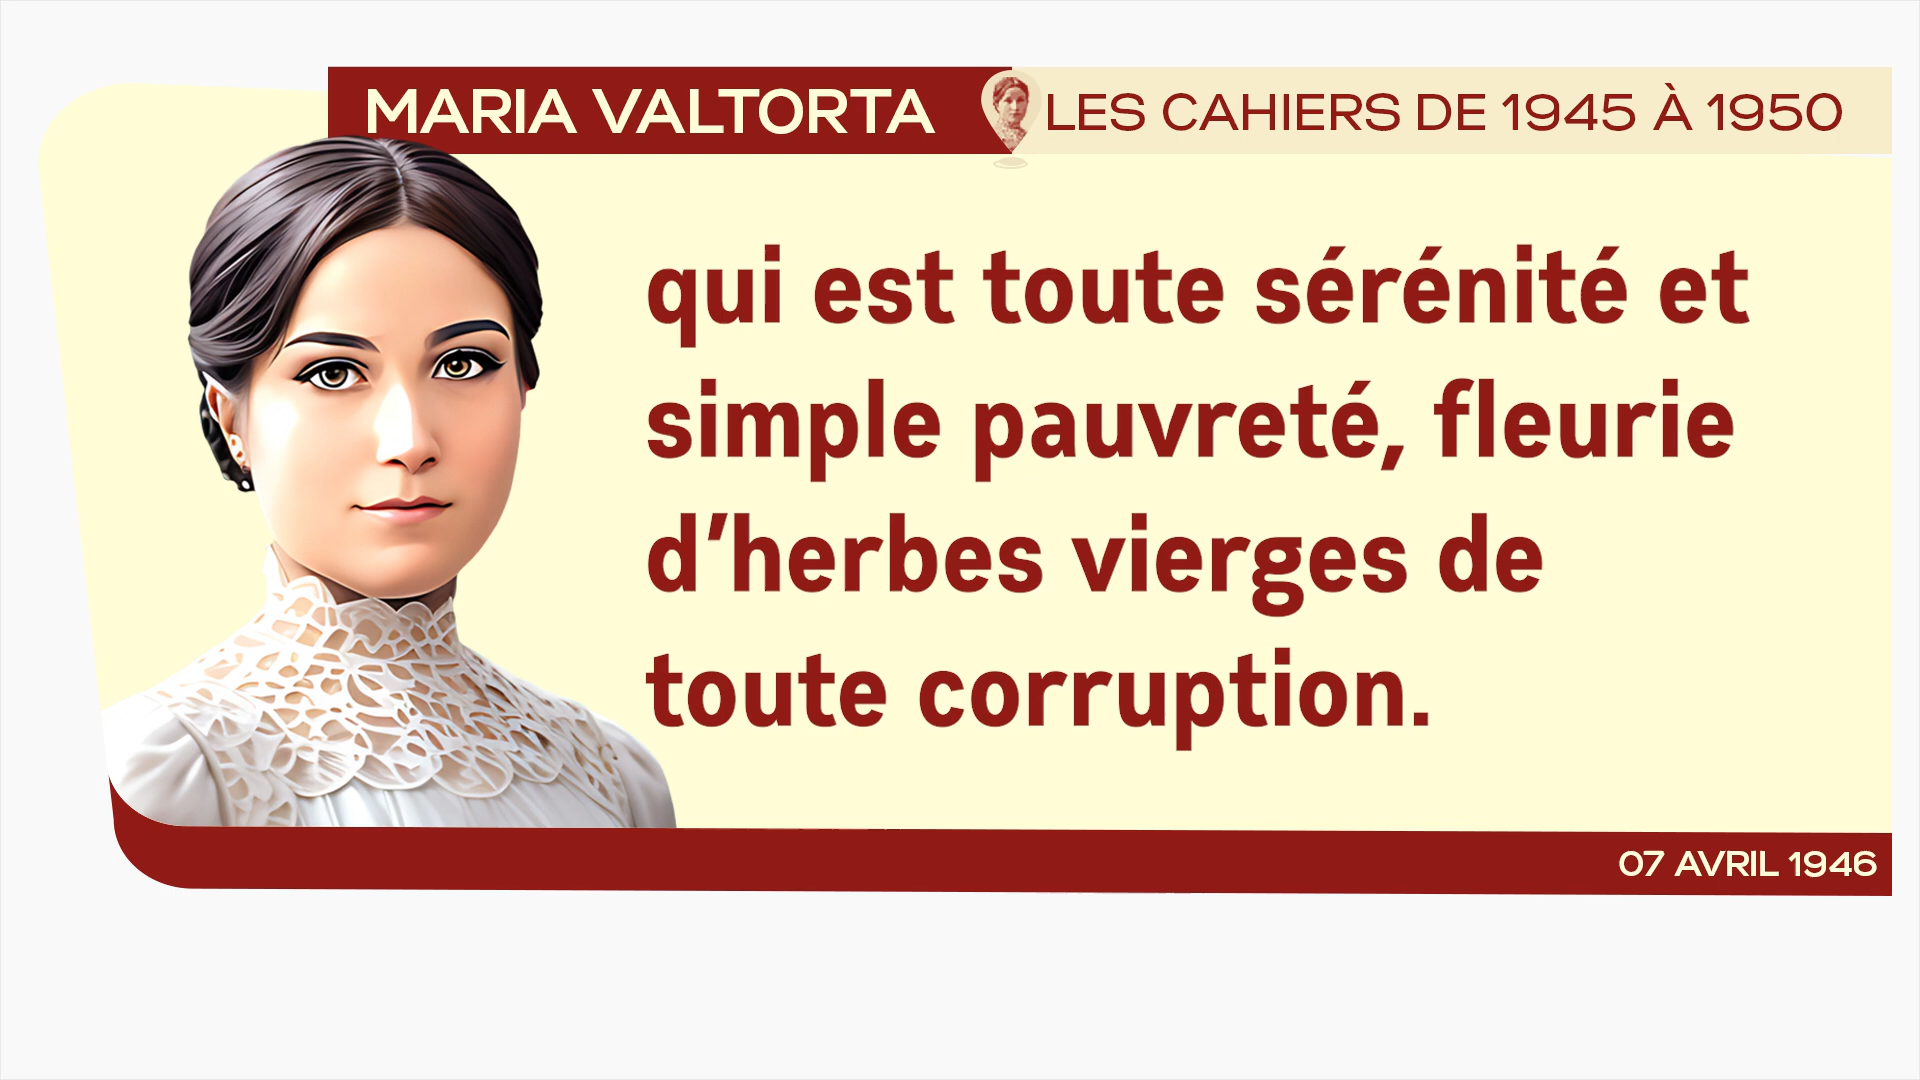 MARIA VALTORTA
LES CAHIERS DE 1945 À 1950
qui est toute sérénité et
simple pauvreté, fleurie
d’herbes vierges de
toute corruption.
07 AVRIL 1946